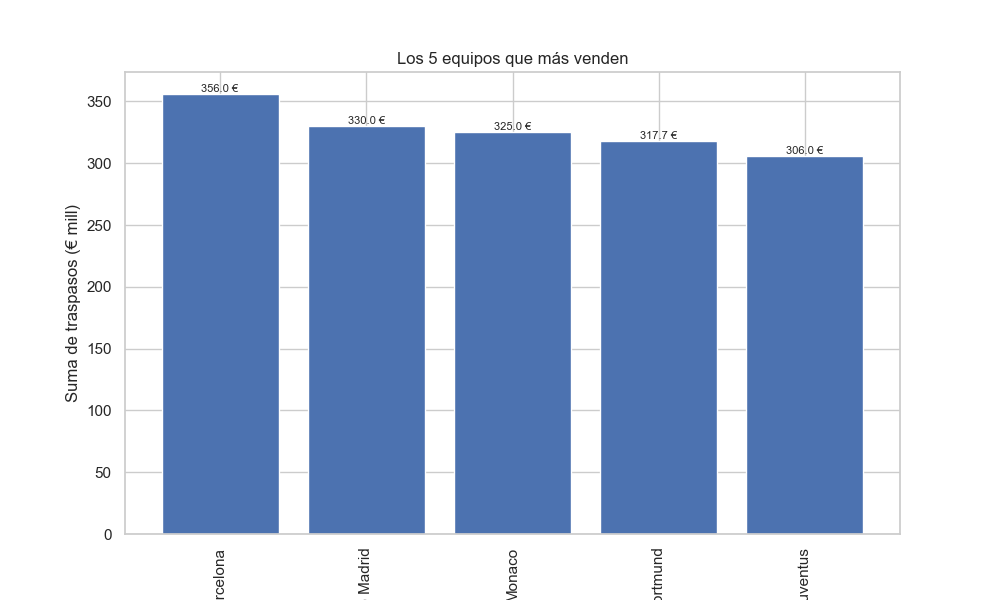 Los 5 equipos que más venden
Suma de traspasos (€ mill)
350
300
250
200
150
100
50
0
356.0 €
330.0 €
325.0 €
317.7 €
306.0 €
rcelona
Madrid
Monaco
ortmund
uventus